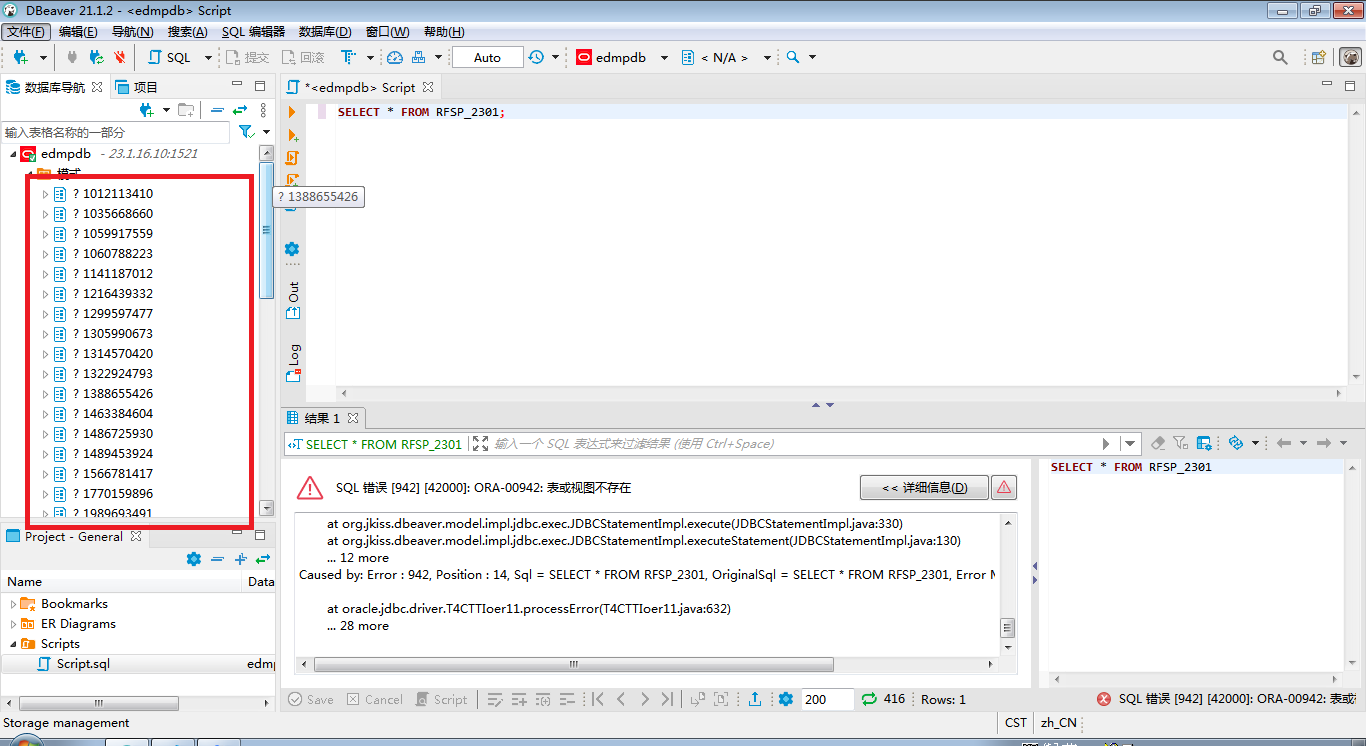 DBeaver 21.1.2 - <edmpdb> Script
文件(F) 编辑(E) 导航(N) 搜索(A) SQL 编辑器 数据库(D) 窗口(W) 帮助(H)
SQL 提交 回滚 Auto edmpdb < N/A >
数据库导航 项目
*<edmpdb> Script
输入表格名称的一部分
edmpdb - 23.1.16.10:1521
模式
? 1012113410
? 1035668660
? 1059917559
? 1060788223
? 1141187012
? 1216439332
? 1299597477
? 1305990673
? 1314570420
? 1322924793
? 1388655426
? 1463384604
? 1486725930
? 1489453924
? 1566781417
? 1770159896
? 1989693491
? 1388655426
SELECT * FROM RFSP_2301;
Out
Log
Project - General
Name Data
Bookmarks
ER Diagrams
Scripts
Script.sql edmp
结果 1
SELECT * FROM RFSP_2301 输入一个 SQL 表达式来过滤结果 (使用 Ctrl+Space)
SQL 错误 [942] [42000]: ORA-00942: 表或视图不存在
<< 详细信息(D)
at org.jkiss.dbeaver.model.impl.jdbc.exec.JDBCStatementImpl.execute(JDBCStatementImpl.java:330)
at org.jkiss.dbeaver.model.impl.jdbc.exec.JDBCStatementImpl.executeStatement(JDBCStatementImpl.java:130)
... 12 more
Caused by: Error : 942, Position : 14, Sql = SELECT * FROM RFSP_2301, OriginalSql = SELECT * FROM RFSP_2301, Error
at oracle.jdbc.driver.T4CTTIoer11.processError(T4CTTIoer11.java:632)
... 28 more
SELECT * FROM RFSP_2301
Save Cancel Script 200 416 Rows: 1
SQL 错误 [942] [42000]: ORA-00942: 表或
Storage management
CST zh_CN